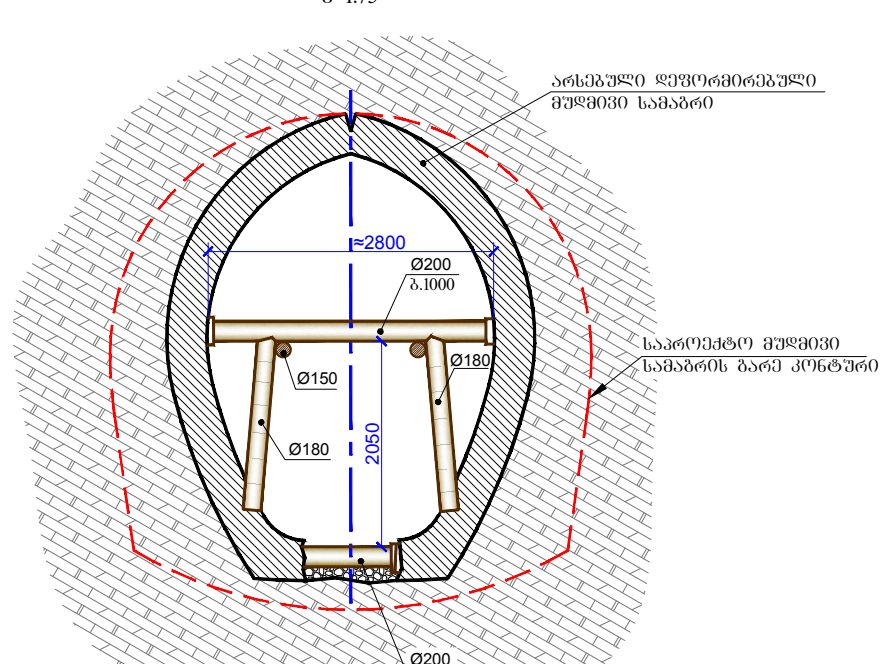 არსებული დეფორმირებული
მუდმივი სამაგრი
≈2800
Ø200
ბ.1000
საპროექტო მუდმივი
სამაგრის გარე კონტური
Ø180
Ø150
Ø180
2050
Ø200